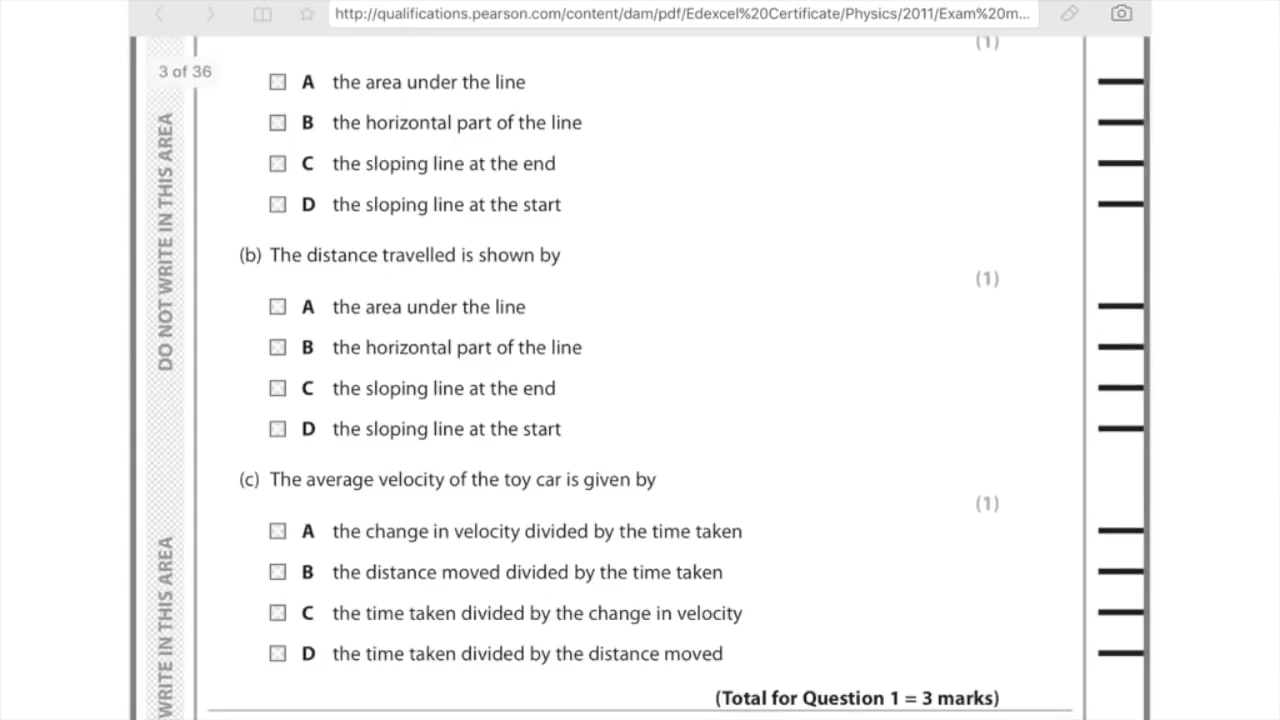 http://qualifications.pearson.com/content/dam/pdf/Edexcel%20Certificate/Physics/2011/Exam%20m...
(1)
3 of 36
A the area under the line
B the horizontal part of the line
C the sloping line at the end
D the sloping line at the start
DO NOT WRITE IN THIS AREA
(b) The distance travelled is shown by
(1)
A the area under the line
B the horizontal part of the line
C the sloping line at the end
D the sloping line at the start
(c) The average velocity of the toy car is given by
(1)
A the change in velocity divided by the time taken
B the distance moved divided by the time taken
C the time taken divided by the change in velocity
D the time taken divided by the distance moved
WRITE IN THIS AREA
(Total for Question 1 = 3 marks)